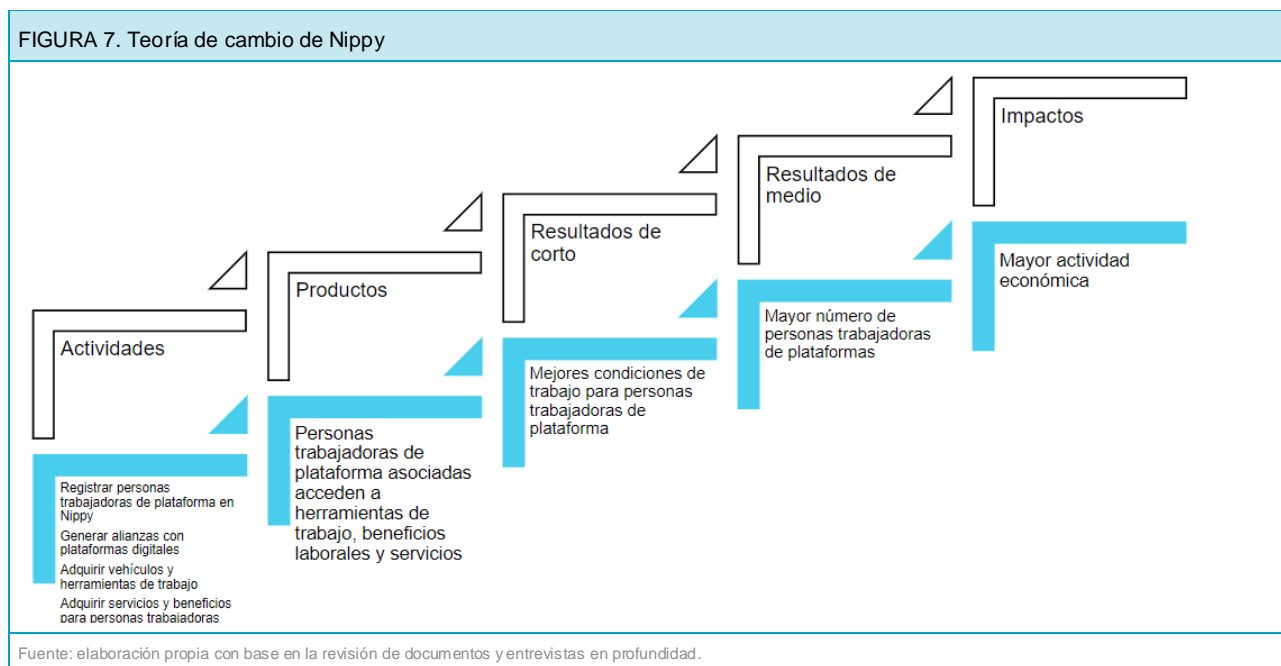 FIGURA 7. Teoría de cambio de Nippy
Impactos
Resultados de
medio
Resultados de
corto
Productos
Actividades
Mayor actividad
económica
Mayor número de
personas trabajadoras
de plataformas
Mejores condiciones de
trabajo para personas
trabajadoras de
plataforma
Personas
trabajadoras de
plataforma asociadas
acceden a
herramientas de
trabajo, beneficios
laborales y servicios
Registrar personas
trabajadoras de plataforma en
Nippy
Generar alianzas con
plataformas digitales
Adquirir vehículos y
herramientas de trabajo
Adquirir servicios y beneficios
para personas trabajadoras
Fuente: elaboración propia con base en la revisión de documentos y entrevistas en profundidad.